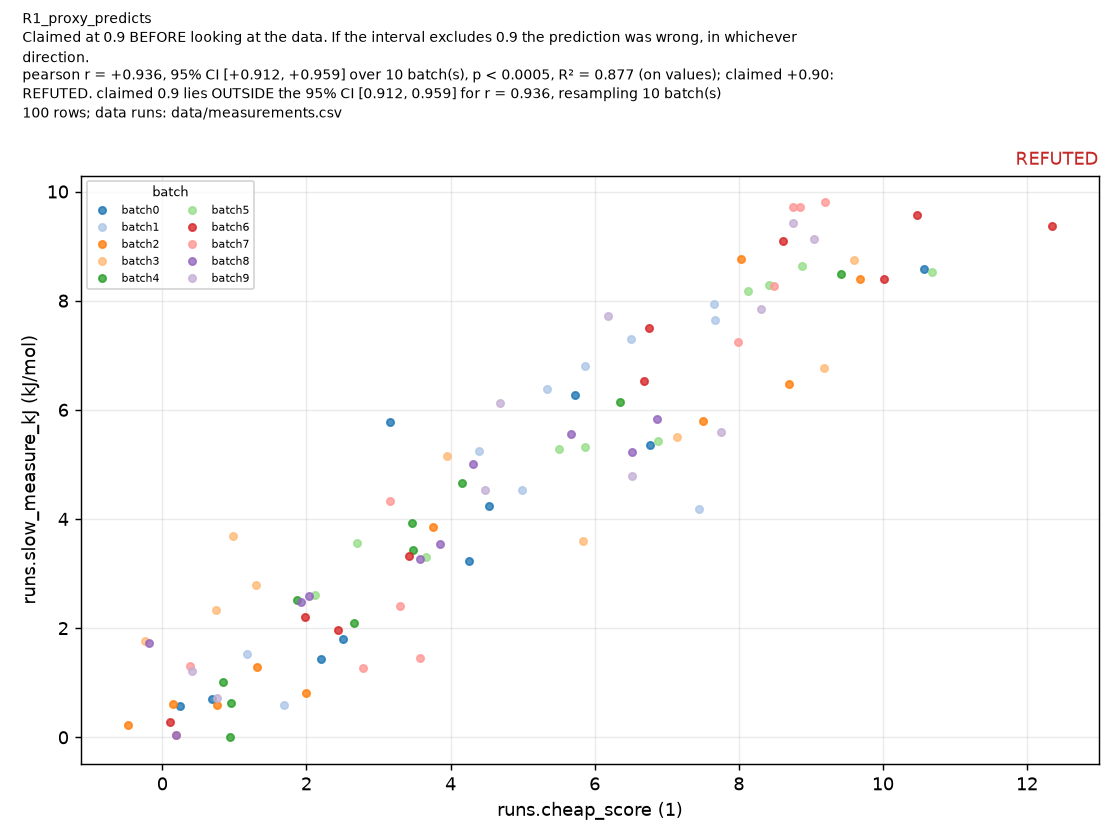 R1_proxy_predicts
Claimed at 0.9 BEFORE looking at the data. If the interval excludes 0.9 the prediction was wrong, in whichever
direction.
pearson r = +0.936, 95% CI [+0.912, +0.959] over 10 batch(s), p < 0.0005, R² = 0.877 (on values); claimed +0.90:
REFUTED. claimed 0.9 lies OUTSIDE the 95% CI [0.912, 0.959] for r = 0.936, resampling 10 batch(s)
100 rows; data runs: data/measurements.csv
REFUTED
batch
batch0 batch5
batch1 batch6
batch2 batch7
batch3 batch8
batch4 batch9
10
8
6
4
2
0
runs.slow_measure_kJ (kJ/mol)
0 2 4 6 8 10 12
runs.cheap_score (1)